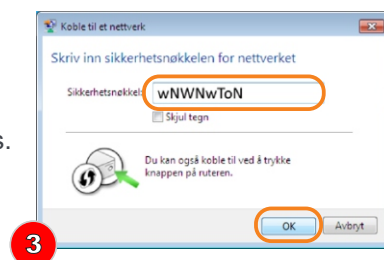 Koble til et nettverk
Skriv inn sikkerhetsnøkkelen for nettverket
Sikkerhetsnøkkel: wNWNwToN
Skjul tegn
s.
Du kan også koble til ved å trykke
knappen på ruteren.
OK Avbryt
3